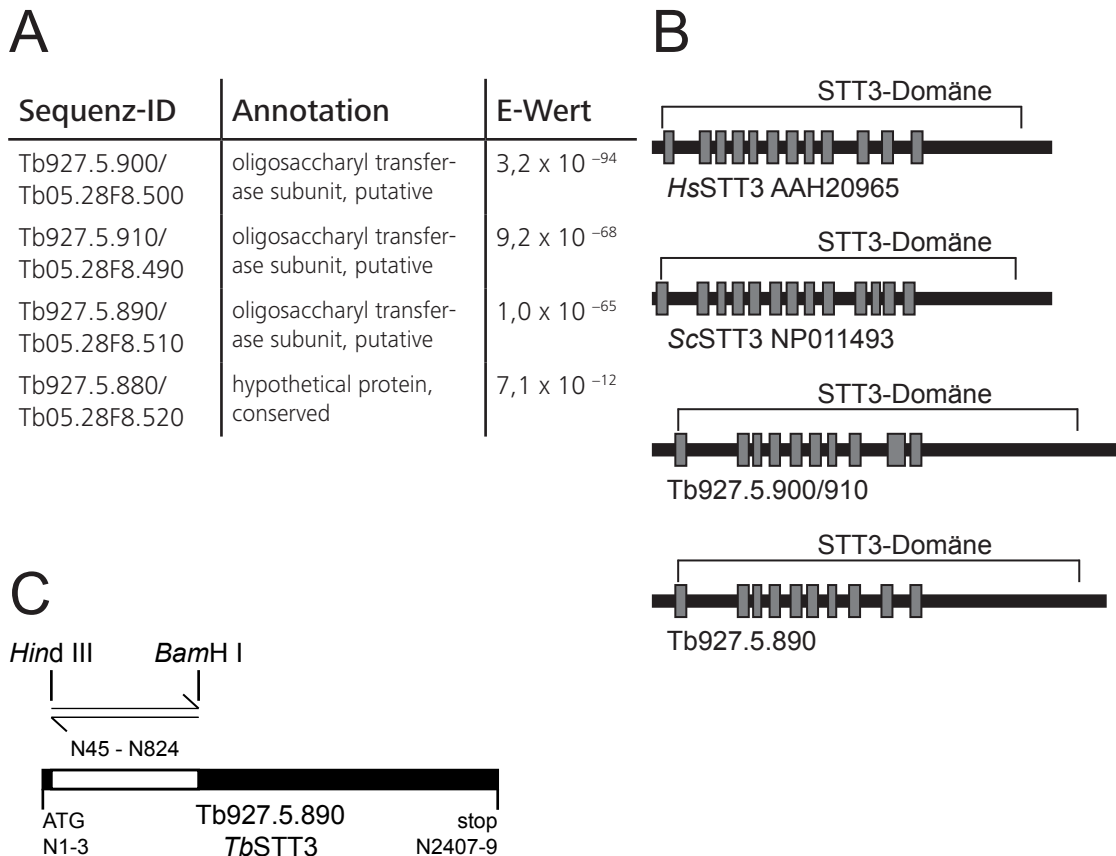 A
Sequenz-ID Annotation E-Wert
Tb927.5.900/ oligosaccharyl transfer- 3,2 x 10 –94
Tb05.28F8.500 ase subunit, putative
Tb927.5.910/ oligosaccharyl transfer- 9,2 x 10 –68
Tb05.28F8.490 ase subunit, putative
Tb927.5.890/ oligosaccharyl transfer- 1,0 x 10 –65
Tb05.28F8.510 ase subunit, putative
Tb927.5.880/ hypothetical protein, 7,1 x 10 –12
Tb05.28F8.520 conserved
B
STT3-Domäne
HsSTT3 AAH20965
STT3-Domäne
ScSTT3 NP011493
STT3-Domäne
Tb927.5.900/910
STT3-Domäne
Tb927.5.890
C
Hind III BamH I
N45 - N824
ATG Tb927.5.890 stop
N1-3 TbSTT3 N2407-9